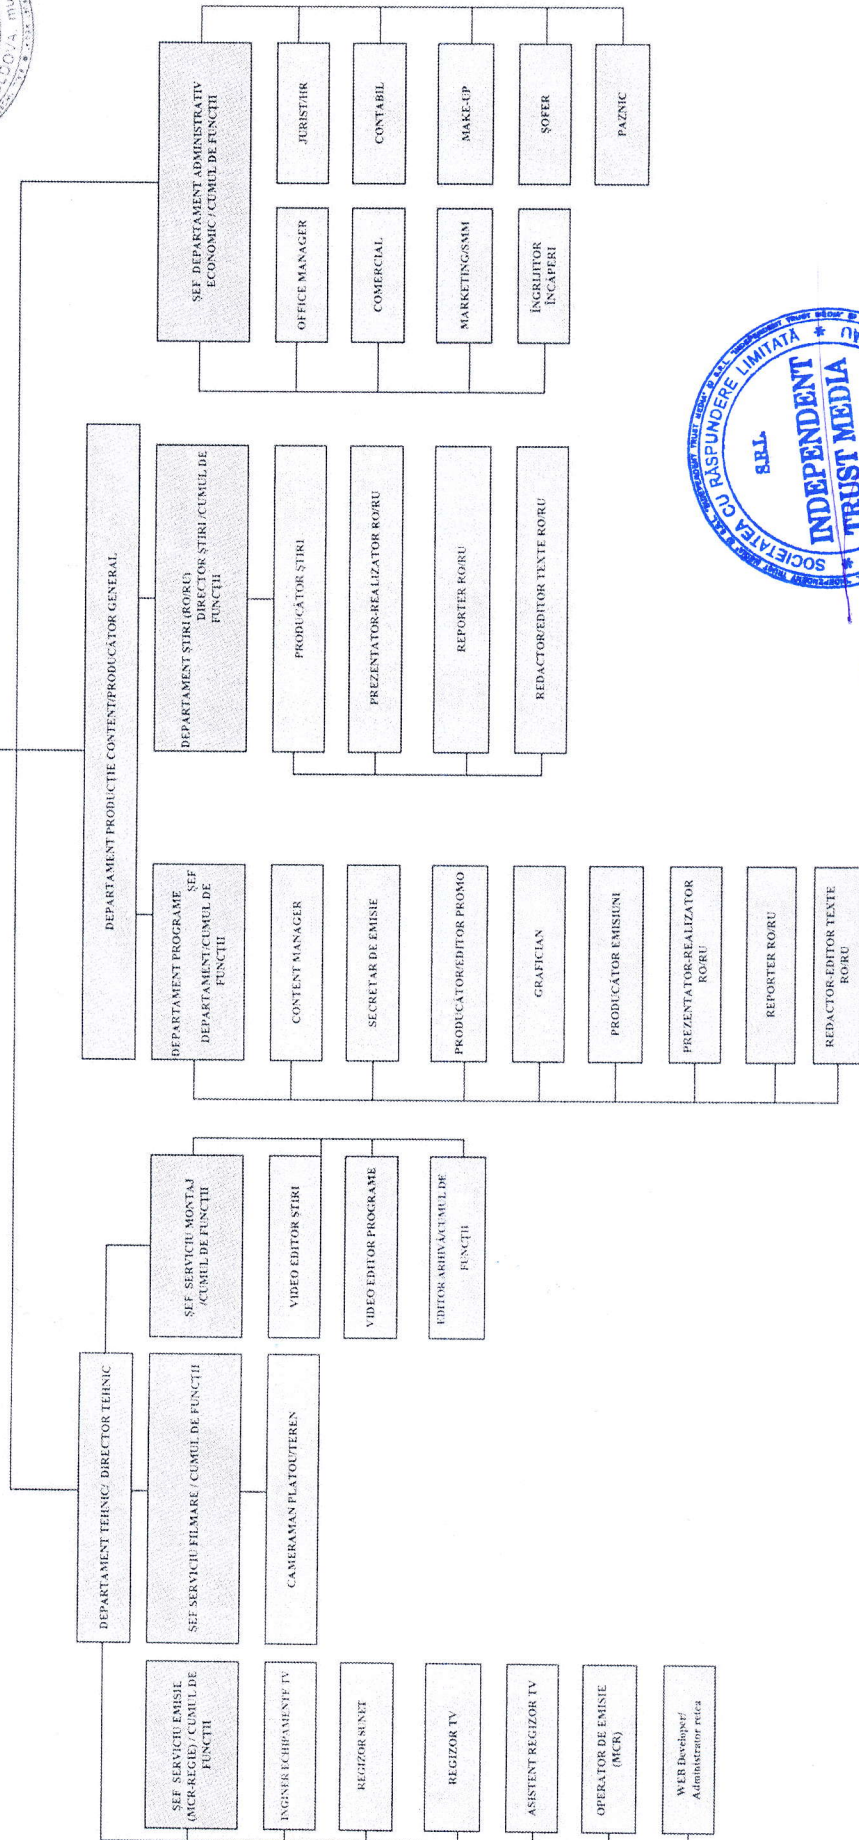 DEPARTAMENT TEHNIC/ DIRECTOR TEHNIC
ȘEF SERVICIU EMISIE
(MCR-REGIE) / CUMUL DE
FUNCȚII
INGINER ECHIPAMENTE TV
REGIZOR SUNET
REGIZOR TV
ASISTENT REGIZOR TV
OPERATOR DE EMISIE
(MCR)
WEB Developer/
Administrator retea
ȘEF SERVICIU FILMARE / CUMUL DE FUNCȚII
CAMERAMAN PLATOU/TEREN
ȘEF SERVICIU MONTAJ
/CUMUL DE FUNCȚII
VIDEO EDITOR ȘTIRI
VIDEO EDITOR PROGRAME
EDITOR ARHIVĂ/CUMUL DE
FUNCȚII
DEPARTAMENT PRODUCȚIE CONTENT/PRODUCĂTOR GENERAL
DEPARTAMENT PROGRAME ȘEF
DEPARTAMENT/CUMUL DE
FUNCȚII
CONTENT MANAGER
SECRETAR DE EMISIE
PRODUCĂTOR/EDITOR PROMO
GRAFICIAN
PRODUCĂTOR EMISIUNI
PREZENTATOR-REALIZATOR
RO/RU
REPORTER RO/RU
REDACTOR-EDITOR TEXTE
RO/RU
DEPARTAMENT ȘTIRI (RO/RU)
DIRECTOR ȘTIRI /CUMUL DE
FUNCȚII
PRODUCĂTOR ȘTIRI
PREZENTATOR-REALIZATOR RO/RU
REPORTER RO/RU
REDACTOR/EDITOR TEXTE RO/RU
ȘEF DEPARTAMENT ADMINISTRATIV
ECONOMIC / CUMUL DE FUNCȚII
OFFICE MANAGER
COMERCIAL
MARKETING/SMM
ÎNGRIJITOR
ÎNCĂPERI
JURIST/HR
CONTABIL
MAKE-UP
ȘOFER
PAZNIC
SOCIETATEA CU RĂSPUNDERE LIMITATĂ
S.R.L.
INDEPENDENT
TRUST MEDIA